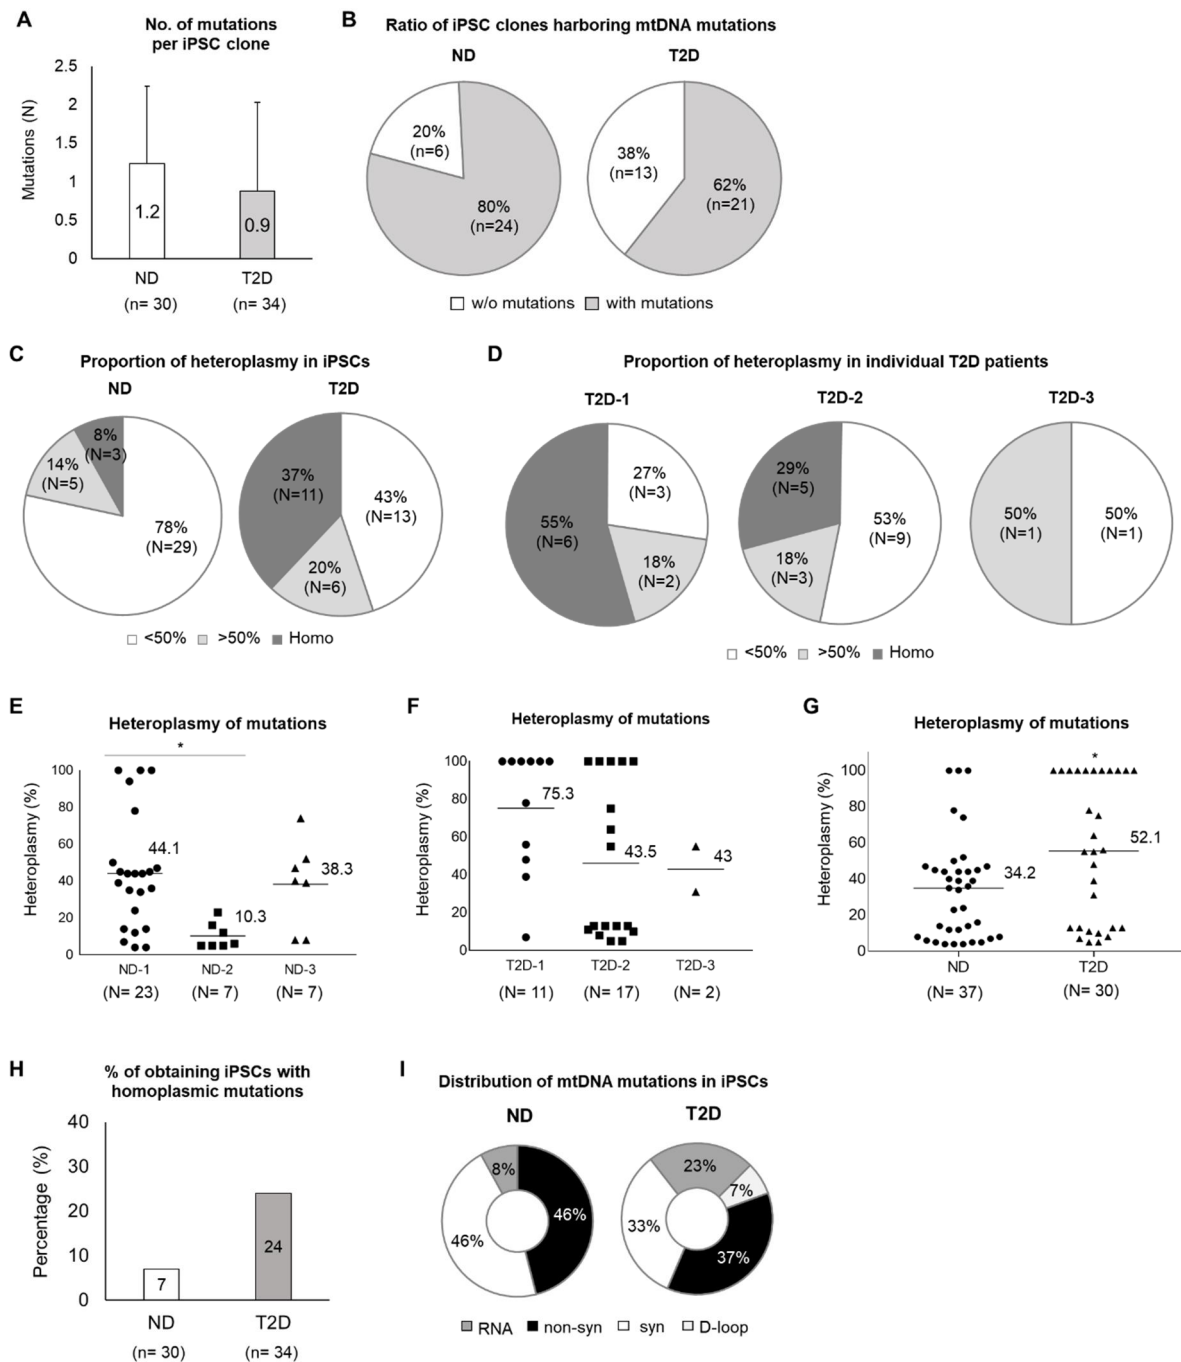 A
No. of mutations
per iPSC clone
Mutations (N)
2.5
2
1.5
1
0.5
0
1.2
0.9
ND
T2D
(n= 30)
(n= 34)
B
Ratio of iPSC clones harboring mtDNA mutations
ND
T2D
20%
(n=6)
80%
(n=24)
38%
(n=13)
62%
(n=21)
w/o mutations
with mutations
C
Proportion of heteroplasmy in iPSCs
ND
T2D
8%
(N=3)
14%
(N=5)
78%
(N=29)
37%
(N=11)
43%
(N=13)
20%
(N=6)
<50%
>50%
Homo
D
Proportion of heteroplasmy in individual T2D patients
T2D-1
T2D-2
T2D-3
27%
(N=3)
55%
(N=6)
18%
(N=2)
29%
(N=5)
53%
(N=9)
18%
(N=3)
50%
(N=1)
50%
(N=1)
<50%
>50%
Homo
E
Heteroplasmy of mutations
*
Heteroplasmy (%)
100
80
60
40
20
0
44.1
10.3
38.3
ND-1
ND-2
ND-3
(N= 23)
(N= 7)
(N= 7)
F
Heteroplasmy of mutations
Heteroplasmy (%)
100
80
60
40
20
0
75.3
43.5
43
T2D-1
T2D-2
T2D-3
(N= 11)
(N= 17)
(N= 2)
G
Heteroplasmy of mutations
*
Heteroplasmy (%)
100
80
60
40
20
0
34.2
52.1
ND
T2D
(N= 37)
(N= 30)
H
% of obtaining iPSCs with
homoplasmic mutations
Percentage (%)
40
30
20
10
0
7
24
ND
T2D
(n= 30)
(n= 34)
I
Distribution of mtDNA mutations in iPSCs
ND
T2D
8%
46%
46%
23%
7%
33%
37%
RNA
non-syn
syn
D-loop